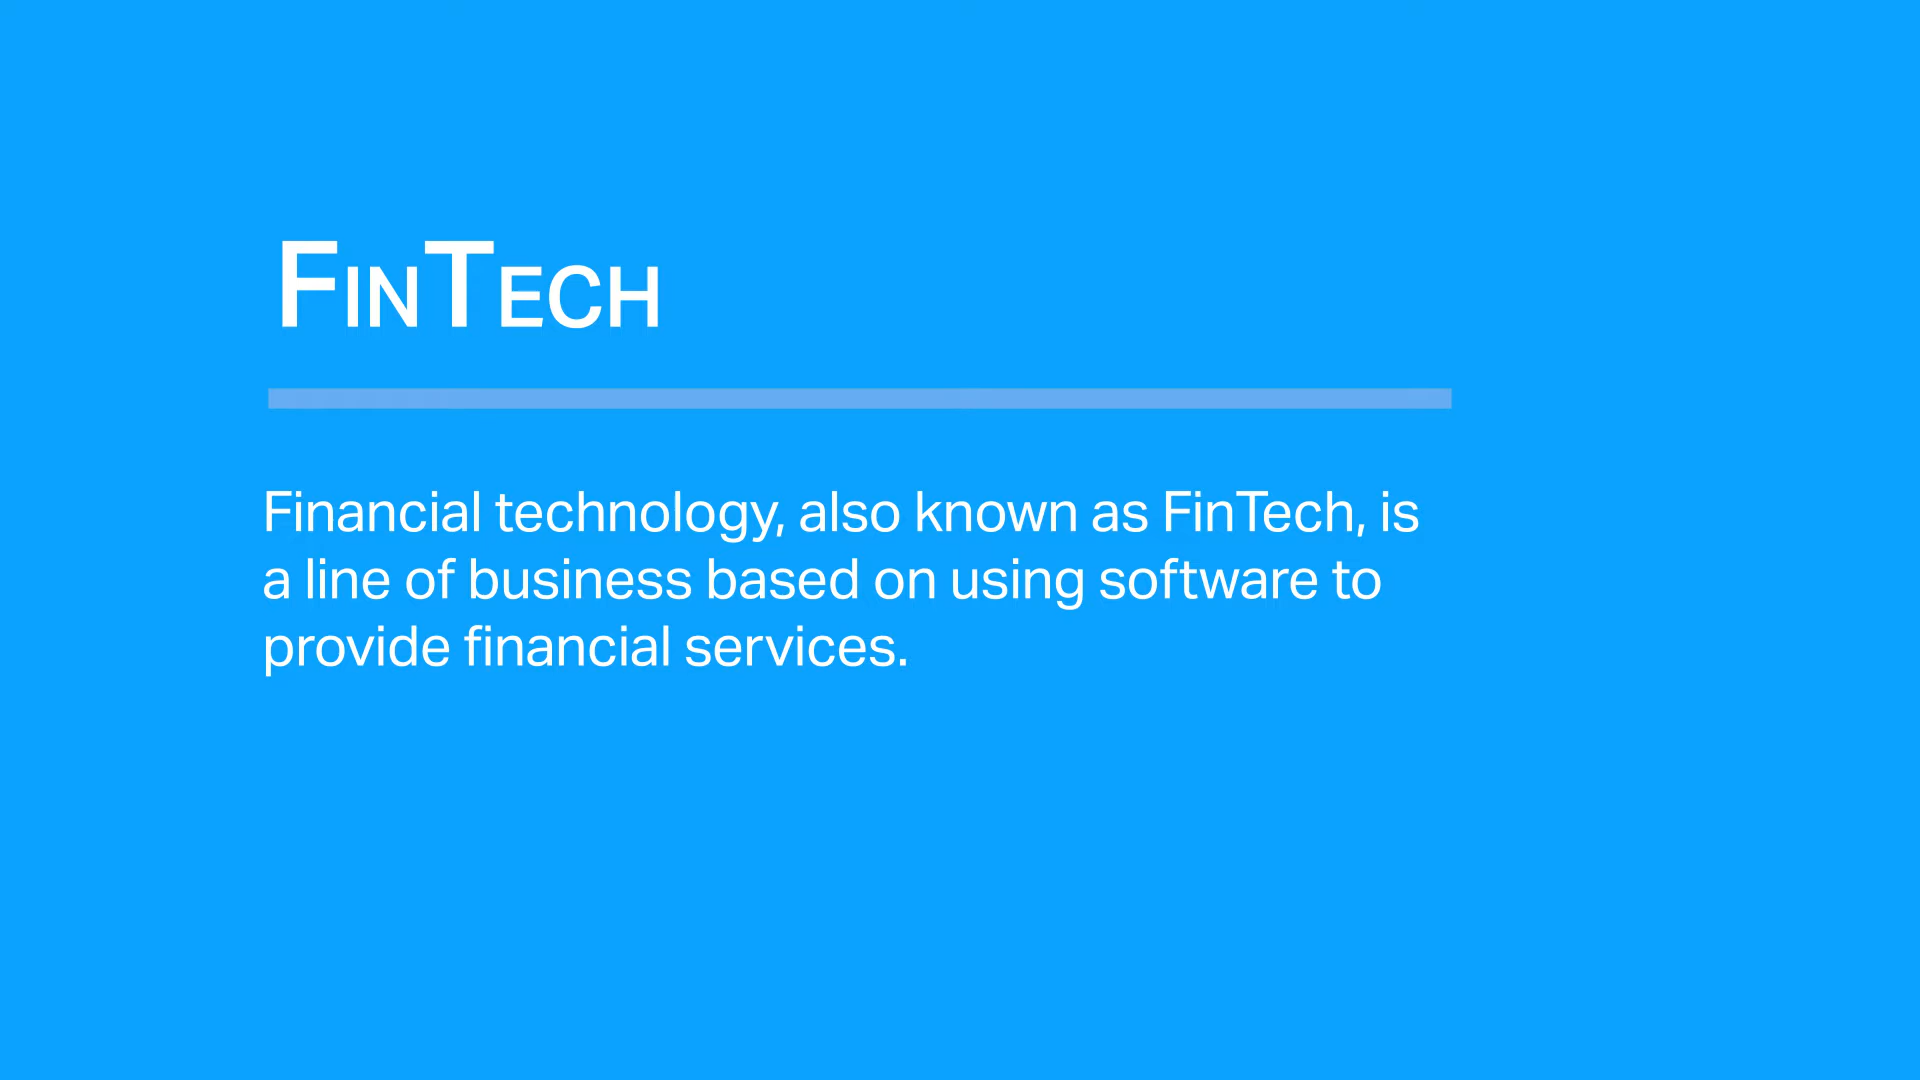 FINTECH
Financial technology, also known as FinTech, is
a line of business based on using software to
provide financial services.